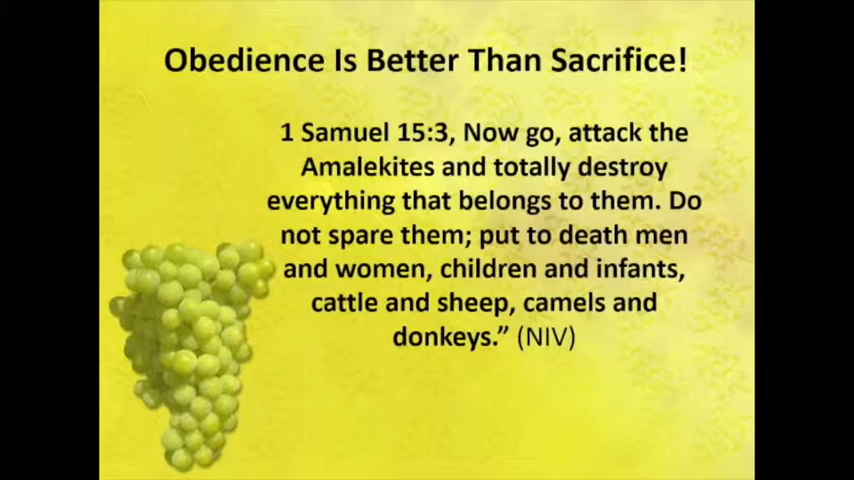 Obedience Is Better Than Sacrifice!
1 Samuel 15:3, Now go, attack the
Amalekites and totally destroy
everything that belongs to them. Do
not spare them; put to death men
and women, children and infants,
cattle and sheep, camels and
donkeys.” (NIV)